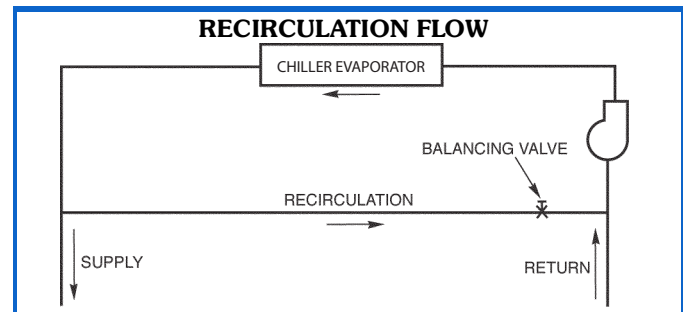 RECIRCULATION FLOW
CHILLER EVAPORATOR
BALANCING VALVE
RECIRCULATION
SUPPLY
RETURN